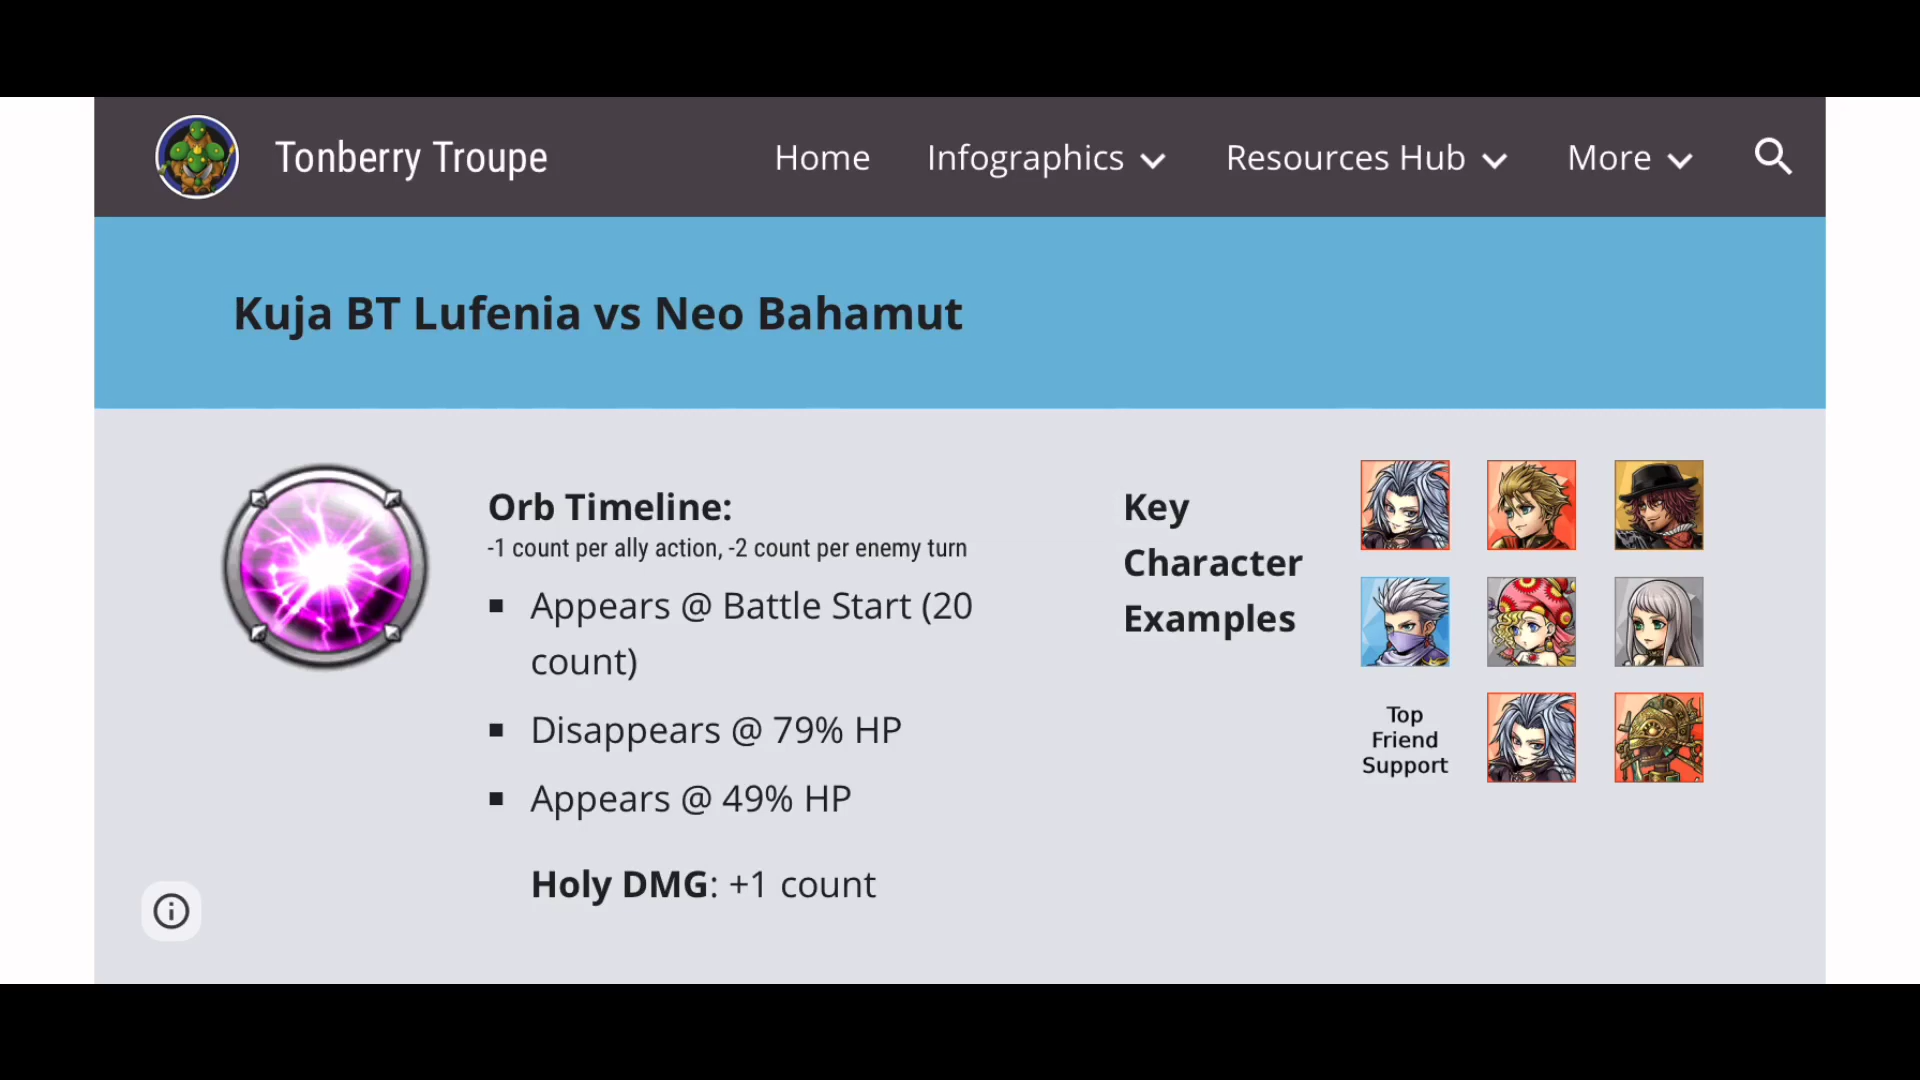 Tonberry Troupe
Home
Infographics
Resources Hub
More
Kuja BT Lufenia vs Neo Bahamut
Orb Timeline:
-1 count per ally action, -2 count per enemy turn
▪ Appears @ Battle Start (20
count)
▪ Disappears @ 79% HP
▪ Appears @ 49% HP
Holy DMG: +1 count
Key
Character
Examples
Top
Friend
Support